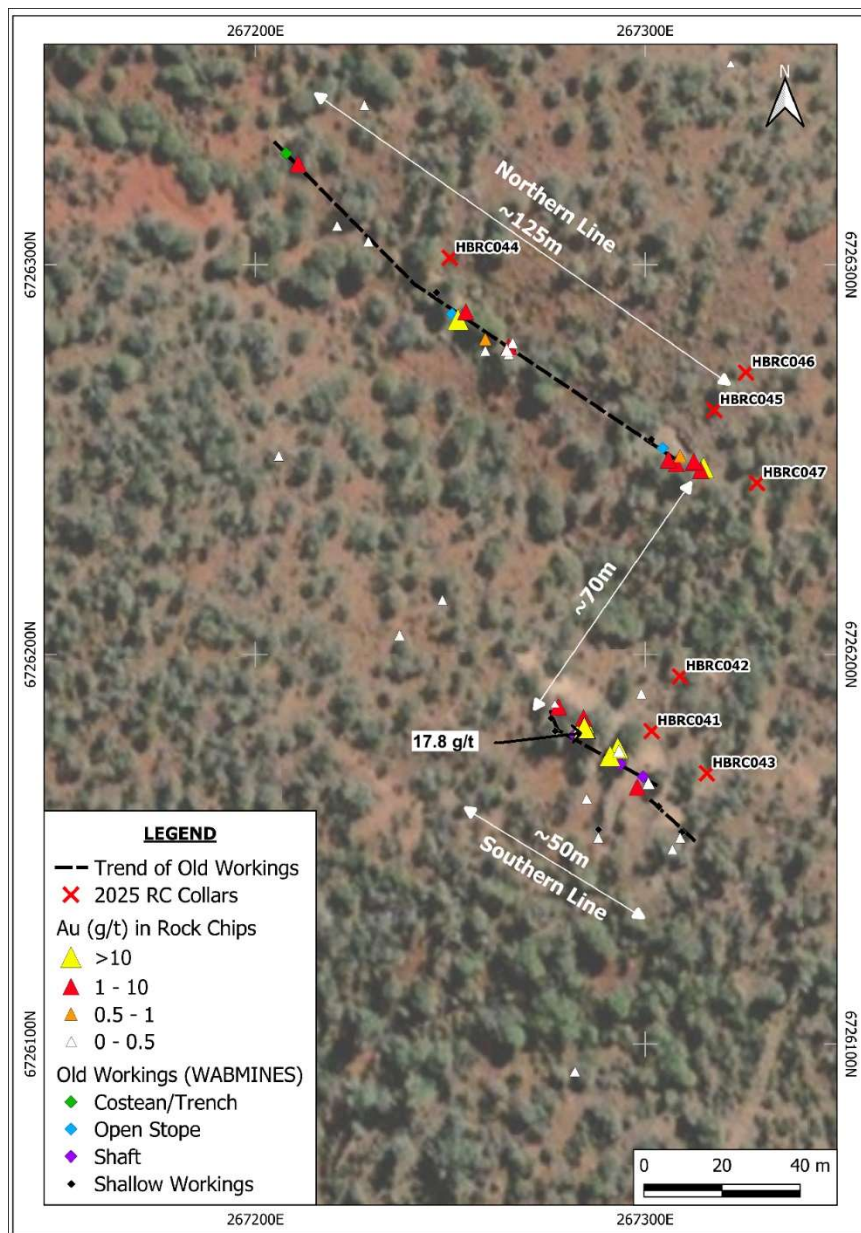 267200E
267300E
N
Northern Line
~125m
HBRC044
6726300N
6726300N
HBRC046
HBRC045
HBRC047
~70m
6726200N
6726200N
HBRC042
HBRC041
17.8 g/t
HBRC043
~50m
Southern Line
LEGEND
Trend of Old Workings
2025 RC Collars
Au (g/t) in Rock Chips
>10
1 - 10
0.5 - 1
0 - 0.5
Old Workings (WABMINES)
Costean/Trench
Open Stope
Shaft
Shallow Workings
6726100N
6726100N
0 20 40 m
267200E
267300E